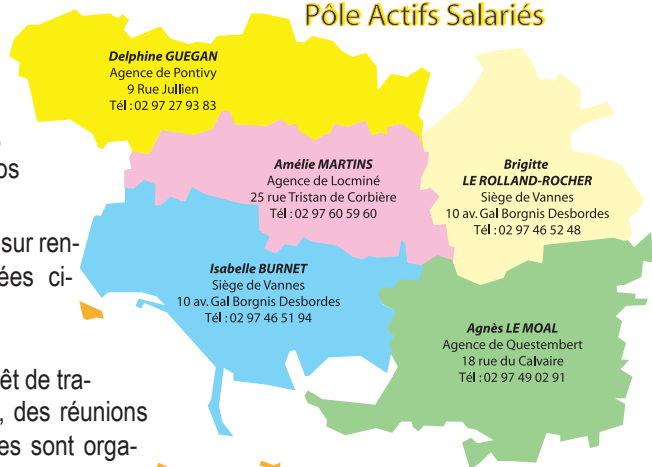 Pôle Actifs Salariés
Delphine GUEGAN
Agence de Pontivy
9 Rue Jullien
Tél : 02 97 27 93 83
Amélie MARTINS
Agence de Locminé
25 rue Tristan de Corbière
Tél : 02 97 60 59 60
Brigitte
LE ROLLAND-ROCHER
Siège de Vannes
10 av. Gal Borgnis Desbordes
Tél : 02 97 46 52 48
Isabelle BURNET
Siège de Vannes
10 av. Gal Borgnis Desbordes
Tél : 02 97 46 51 94
Agnès LE MOAL
Agence de Questembert
18 rue du Calvaire
Tél : 02 97 49 02 91
os
sur ren-
ées ci-
êt de tra-
, des réunions
es sont orga-